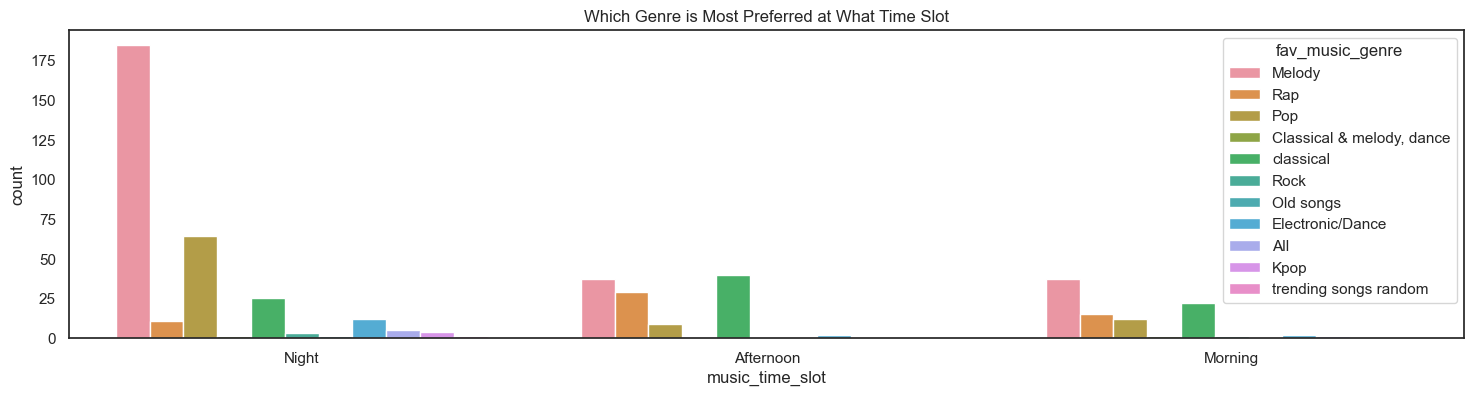 Which Genre is Most Preferred at What Time Slot
fav_music_genre
Melody
Rap
Pop
Classical & melody, dance
classical
Rock
Old songs
Electronic/Dance
All
Kpop
trending songs random
count
175
150
125
100
75
50
25
0
Night
Afternoon
Morning
music_time_slot